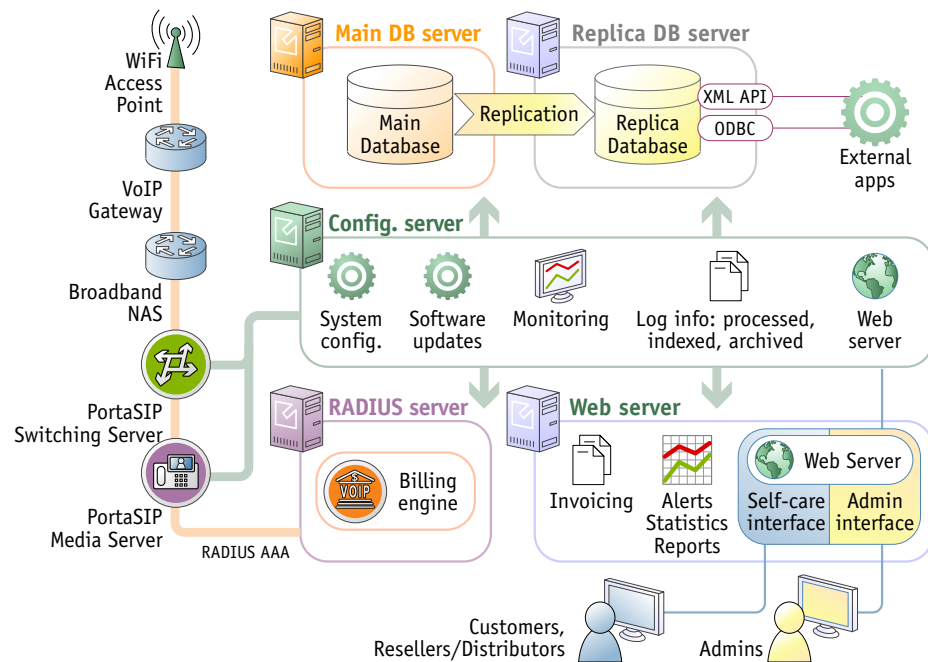 Main DB server
Replica DB server
WiFi
Access
Point
Main
Database
Replication
Replica
Database
XML API
ODBC
External
apps
VoIP
Gateway
Broadband
NAS
Config. server
System
config.
Software
updates
Monitoring
Log info: processed,
indexed, archived
Web
server
PortaSIP
Switching Server
PortaSIP
Media Server
RADIUS AAA
RADIUS server
$
VOIP
Billing
engine
Web server
Invoicing
Alerts
Statistics
Reports
Web Server
Self-care
interface
Admin
interface
Customers,
Resellers/Distributors
Admins